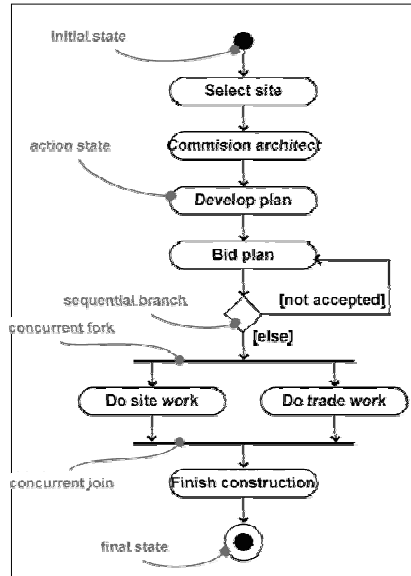 initial state
Select site
Commision architect
action state
Develop plan
Bid plan
sequential branch
[not accepted]
concurrent fork
[else]
Do site work
Do trade work
concurrent join
Finish construction
final state